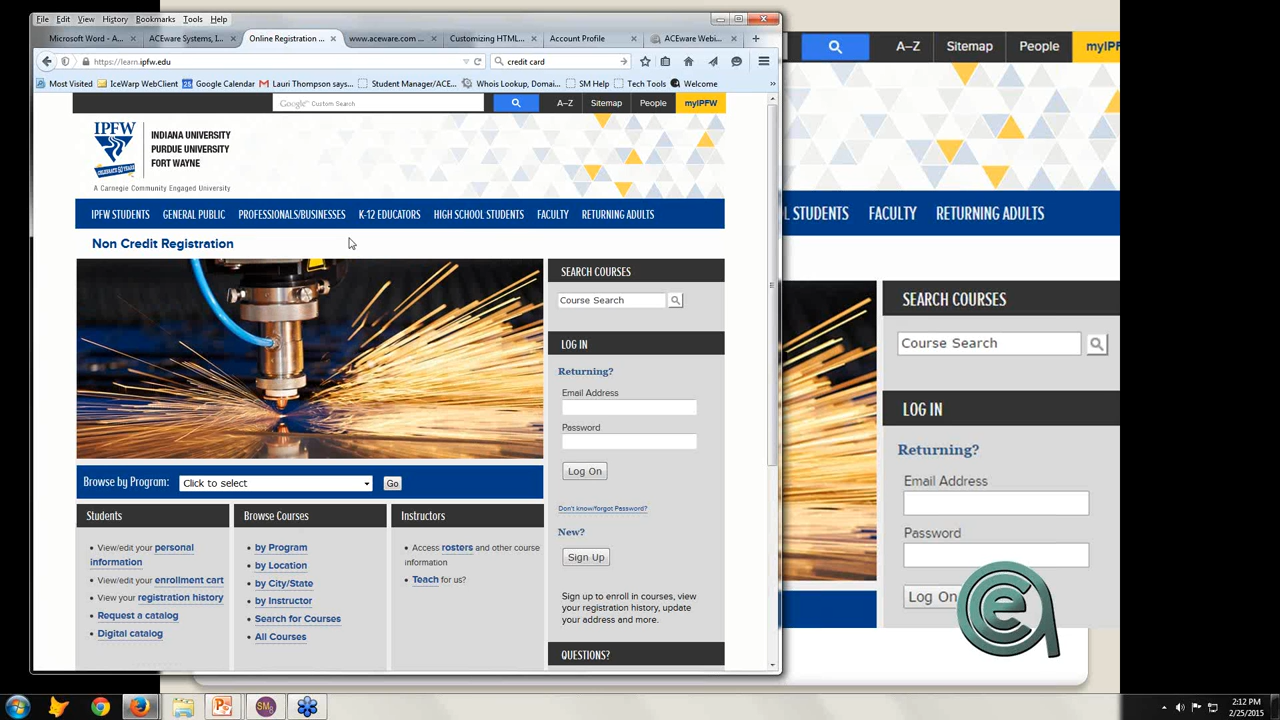 File Edit View History Bookmarks Tools Help
Microsoft Word - A... ACEware Systems, I... Online Registration ... www.aceware.com ... Customizing HTML... Account Profile ACEware Webi...
https://learn.ipfw.edu credit card
Most Visited IceWarp WebClient Google Calendar Lauri Thompson says... Student Manager/ACE... Whois Lookup, Domai... SM Help Tech Tools Welcome
Google™ Custom Search A–Z Sitemap People myIPFW
A–Z Sitemap People myIPF
IPFW
CELEBRATE 50 YEARS
INDIANA UNIVERSITY
PURDUE UNIVERSITY
FORT WAYNE
A Carnegie Community Engaged University
IPFW STUDENTS GENERAL PUBLIC PROFESSIONALS/BUSINESSES K-12 EDUCATORS HIGH SCHOOL STUDENTS FACULTY RETURNING ADULTS
L STUDENTS FACULTY RETURNING ADULTS
Non Credit Registration
SEARCH COURSES
Course Search
LOG IN
Returning?
Email Address
Password
Log On
Don't know/forgot Password?
New?
Sign Up
Sign up to enroll in courses, view
your registration history, update
your address and more.
QUESTIONS?
Browse by Program: Click to select Go
Students
• View/edit your personal
information
• View/edit your enrollment cart
• View your registration history
• Request a catalog
• Digital catalog
Browse Courses
• by Program
• by Location
• by City/State
• by Instructor
• Search for Courses
• All Courses
Instructors
• Access rosters and other course
information
• Teach for us?
SEARCH COURSES
Course Search
LOG IN
Returning?
Email Address
Password
Log On
2:12 PM
2/25/2015